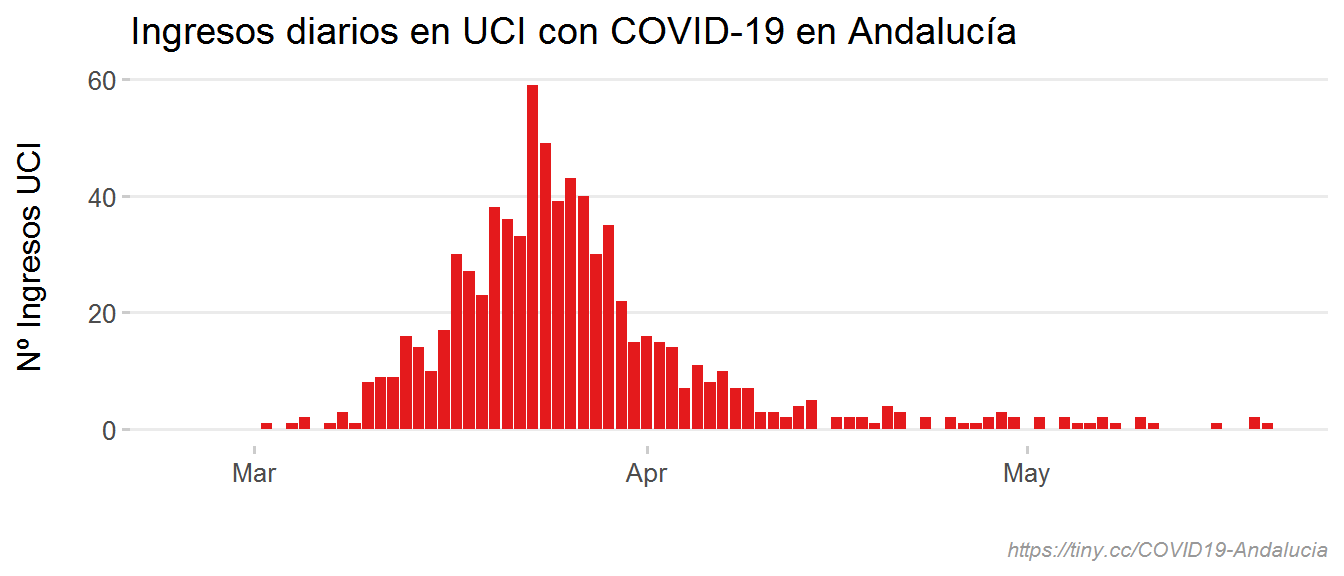 Ingresos diarios en UCI con COVID-19 en Andalucía
Nº Ingresos UCI
60
40
20
0
Mar Apr May
https://tiny.cc/COVID19-Andalucia